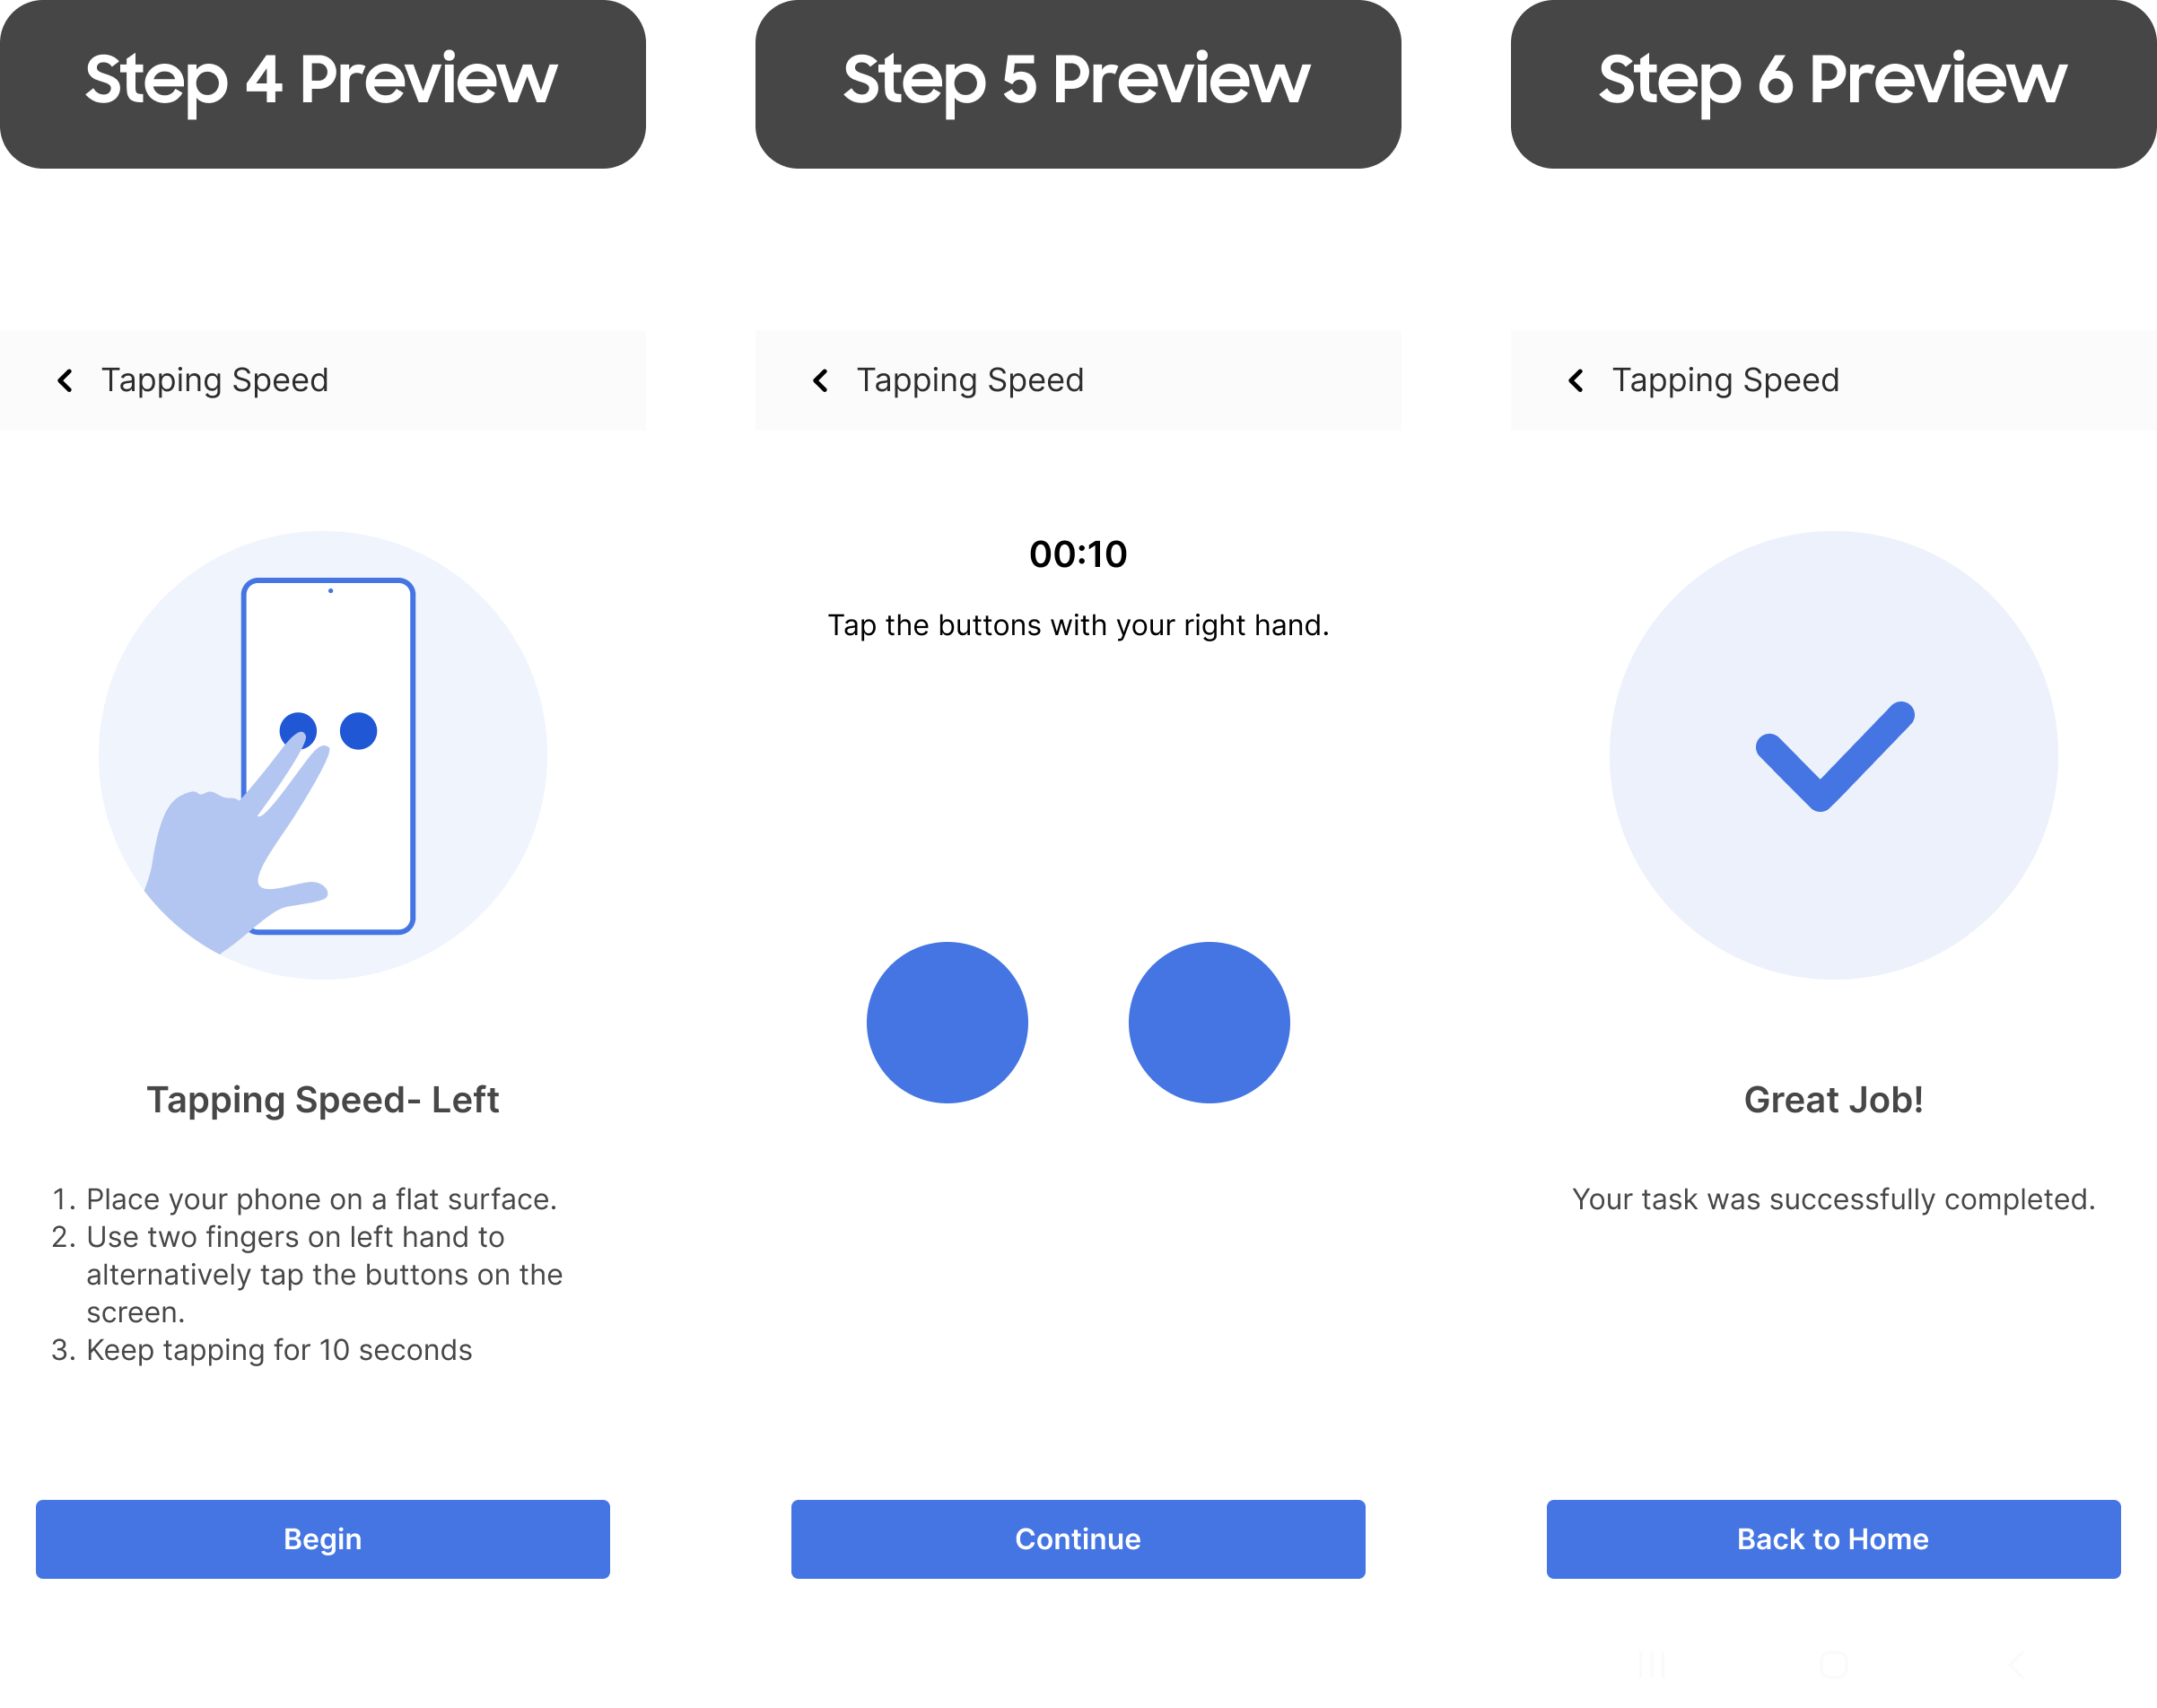 Step 4 Preview
Tapping Speed
Tapping Speed- Left
1. Place your phone on a flat surface.
2. Use two fingers on left hand to
alternatively tap the buttons on the
screen.
3. Keep tapping for 10 seconds
Begin
Step 5 Preview
Tapping Speed
00:10
Tap the buttons with your right hand.
Continue
Step 6 Preview
Tapping Speed
Great Job!
Your task was successfully completed.
Back to Home